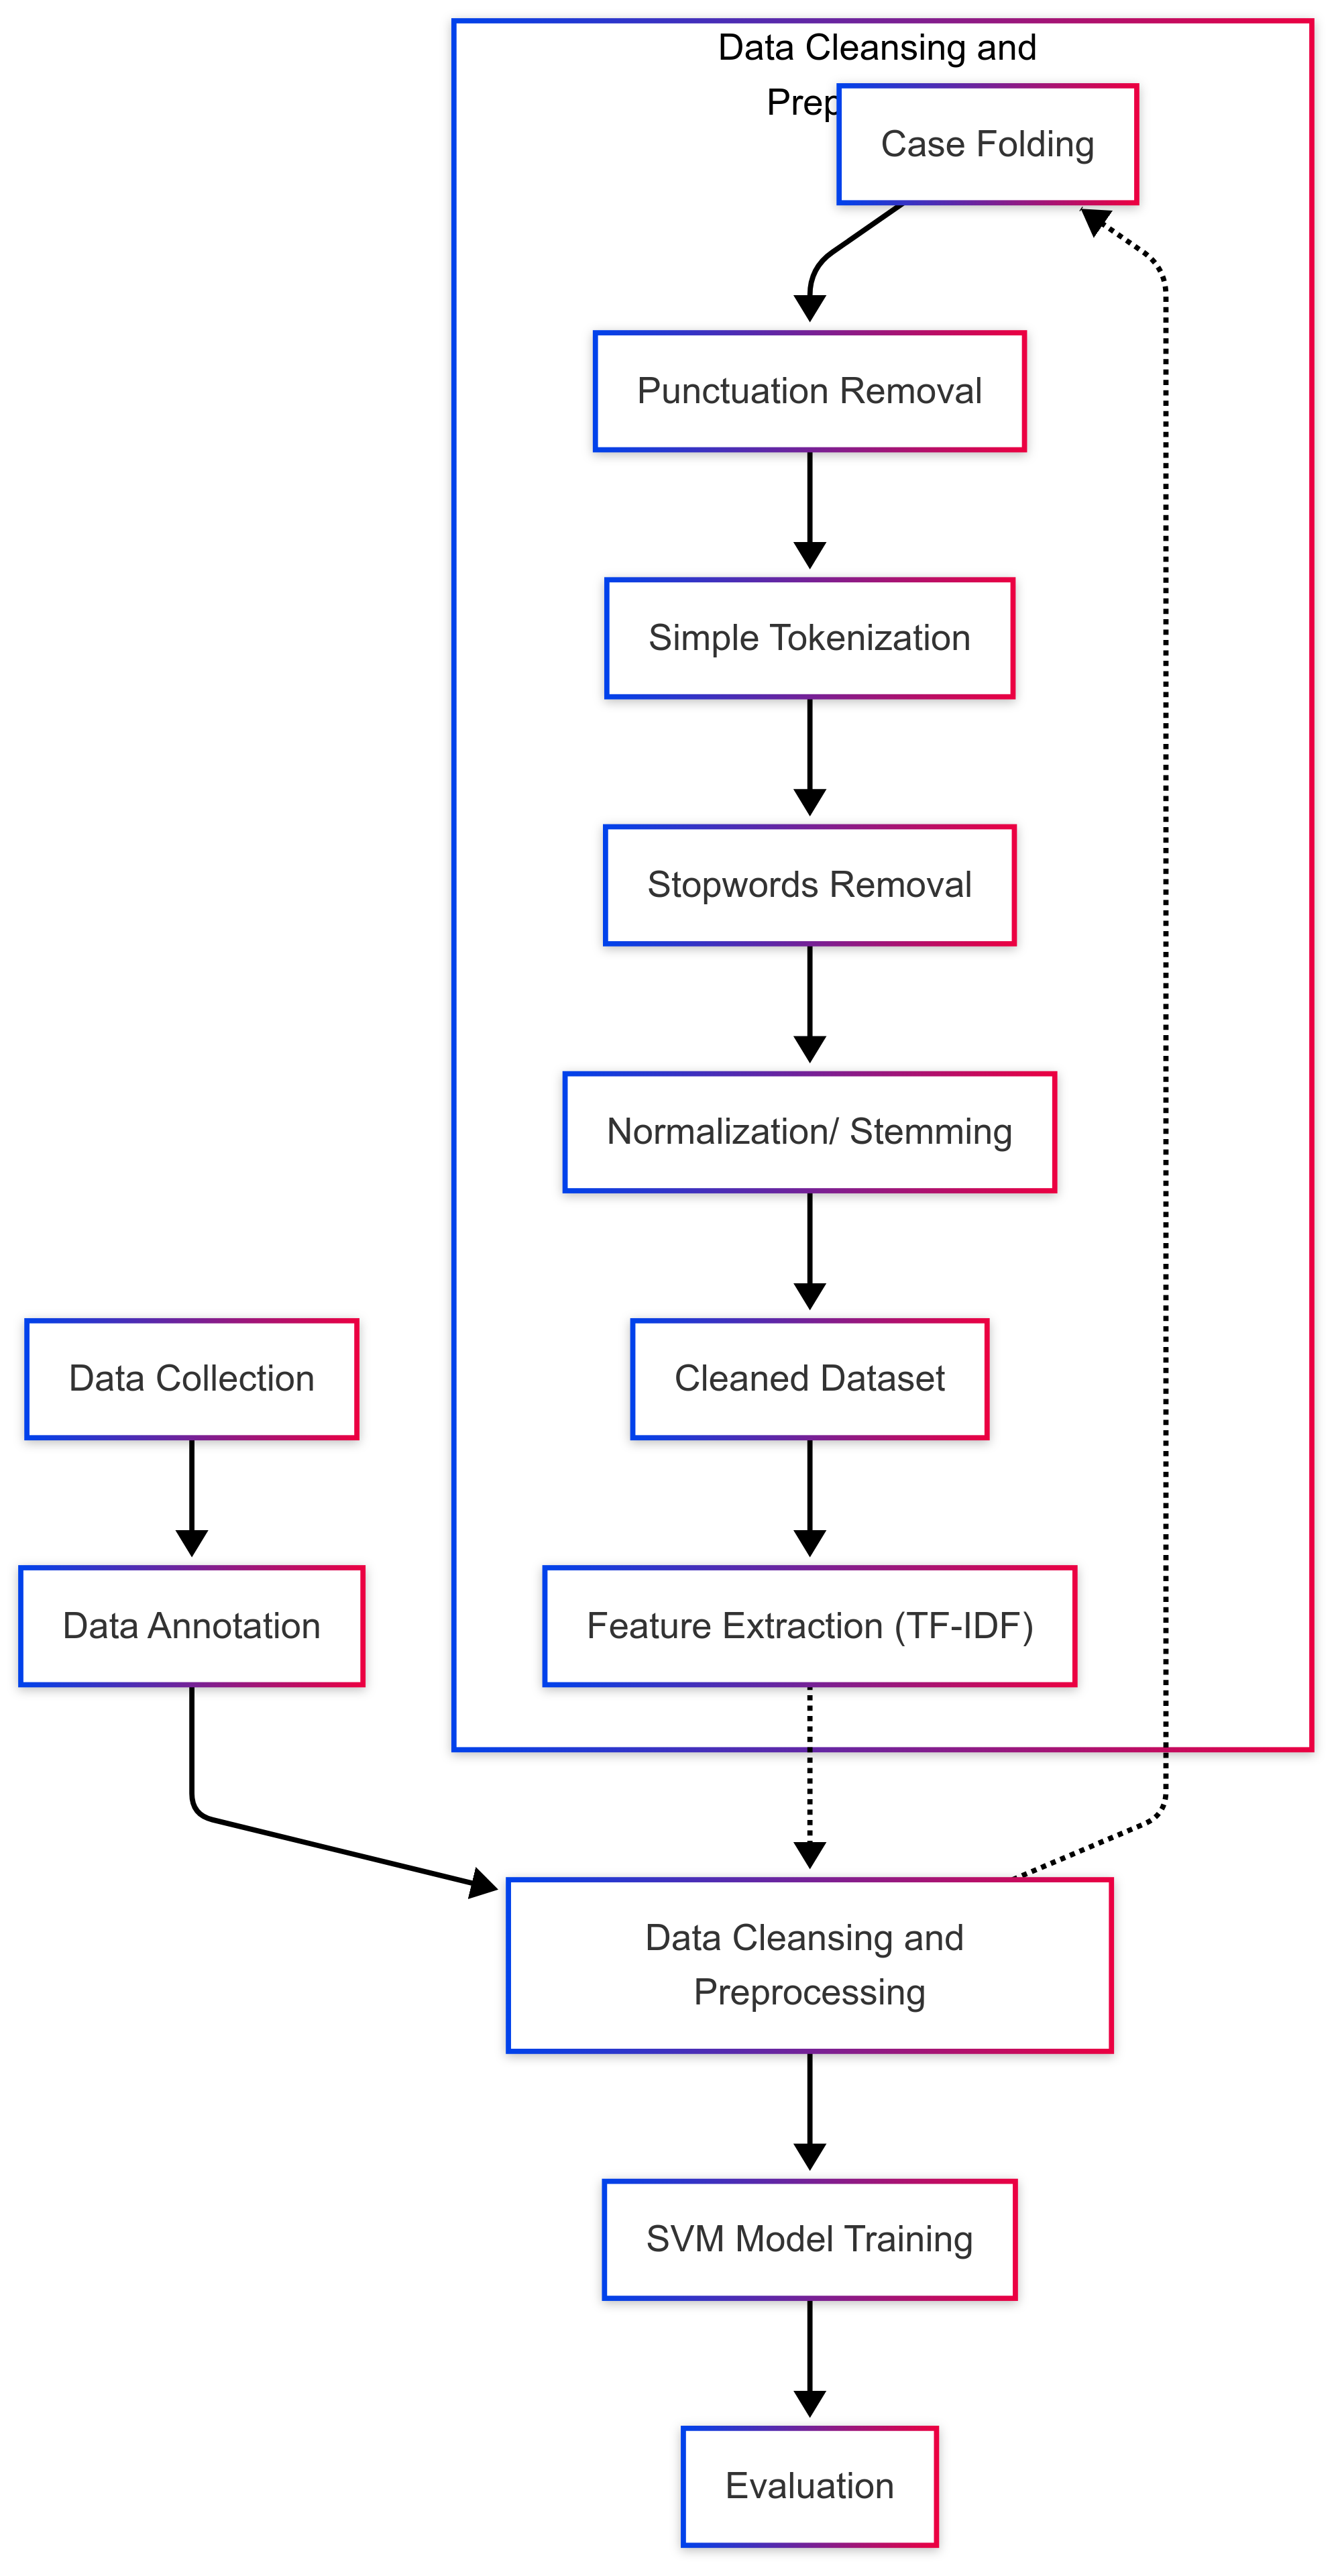 Data Cleansing and
Prep
Case Folding
Punctuation Removal
Simple Tokenization
Stopwords Removal
Normalization/ Stemming
Cleaned Dataset
Feature Extraction (TF-IDF)
Data Collection
Data Annotation
Data Cleansing and
Preprocessing
SVM Model Training
Evaluation